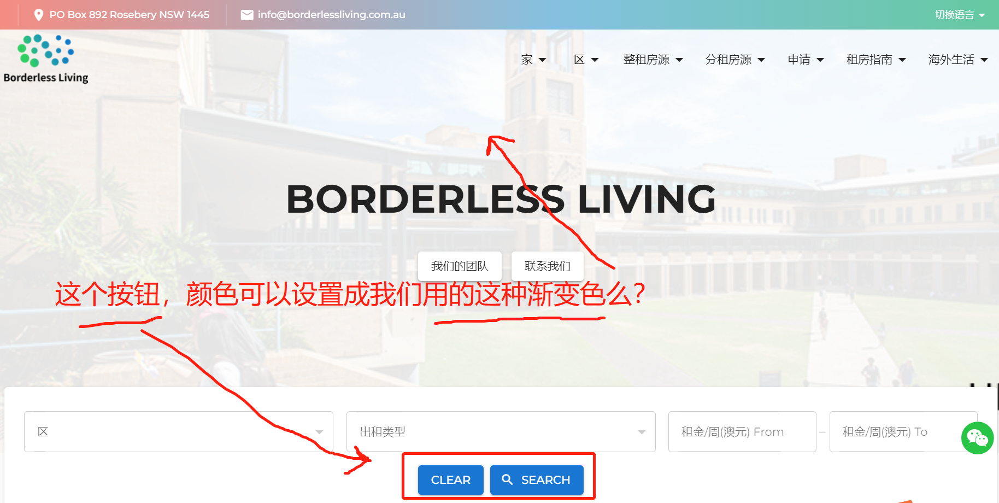 PO Box 892 Rosebery NSW 1445
info@borderlessliving.com.au
切换语言
Borderless Living
家
区
整租房源
分租房源
申请
租房指南
海外生活
BORDERLESS LIVING
我们的团队
联系我们
这个按钮，颜色可以设置成我们用的这种渐变色么？
区
出租类型
租金/周(澳元) From
–
租金/周(澳元) To
CLEAR
SEARCH